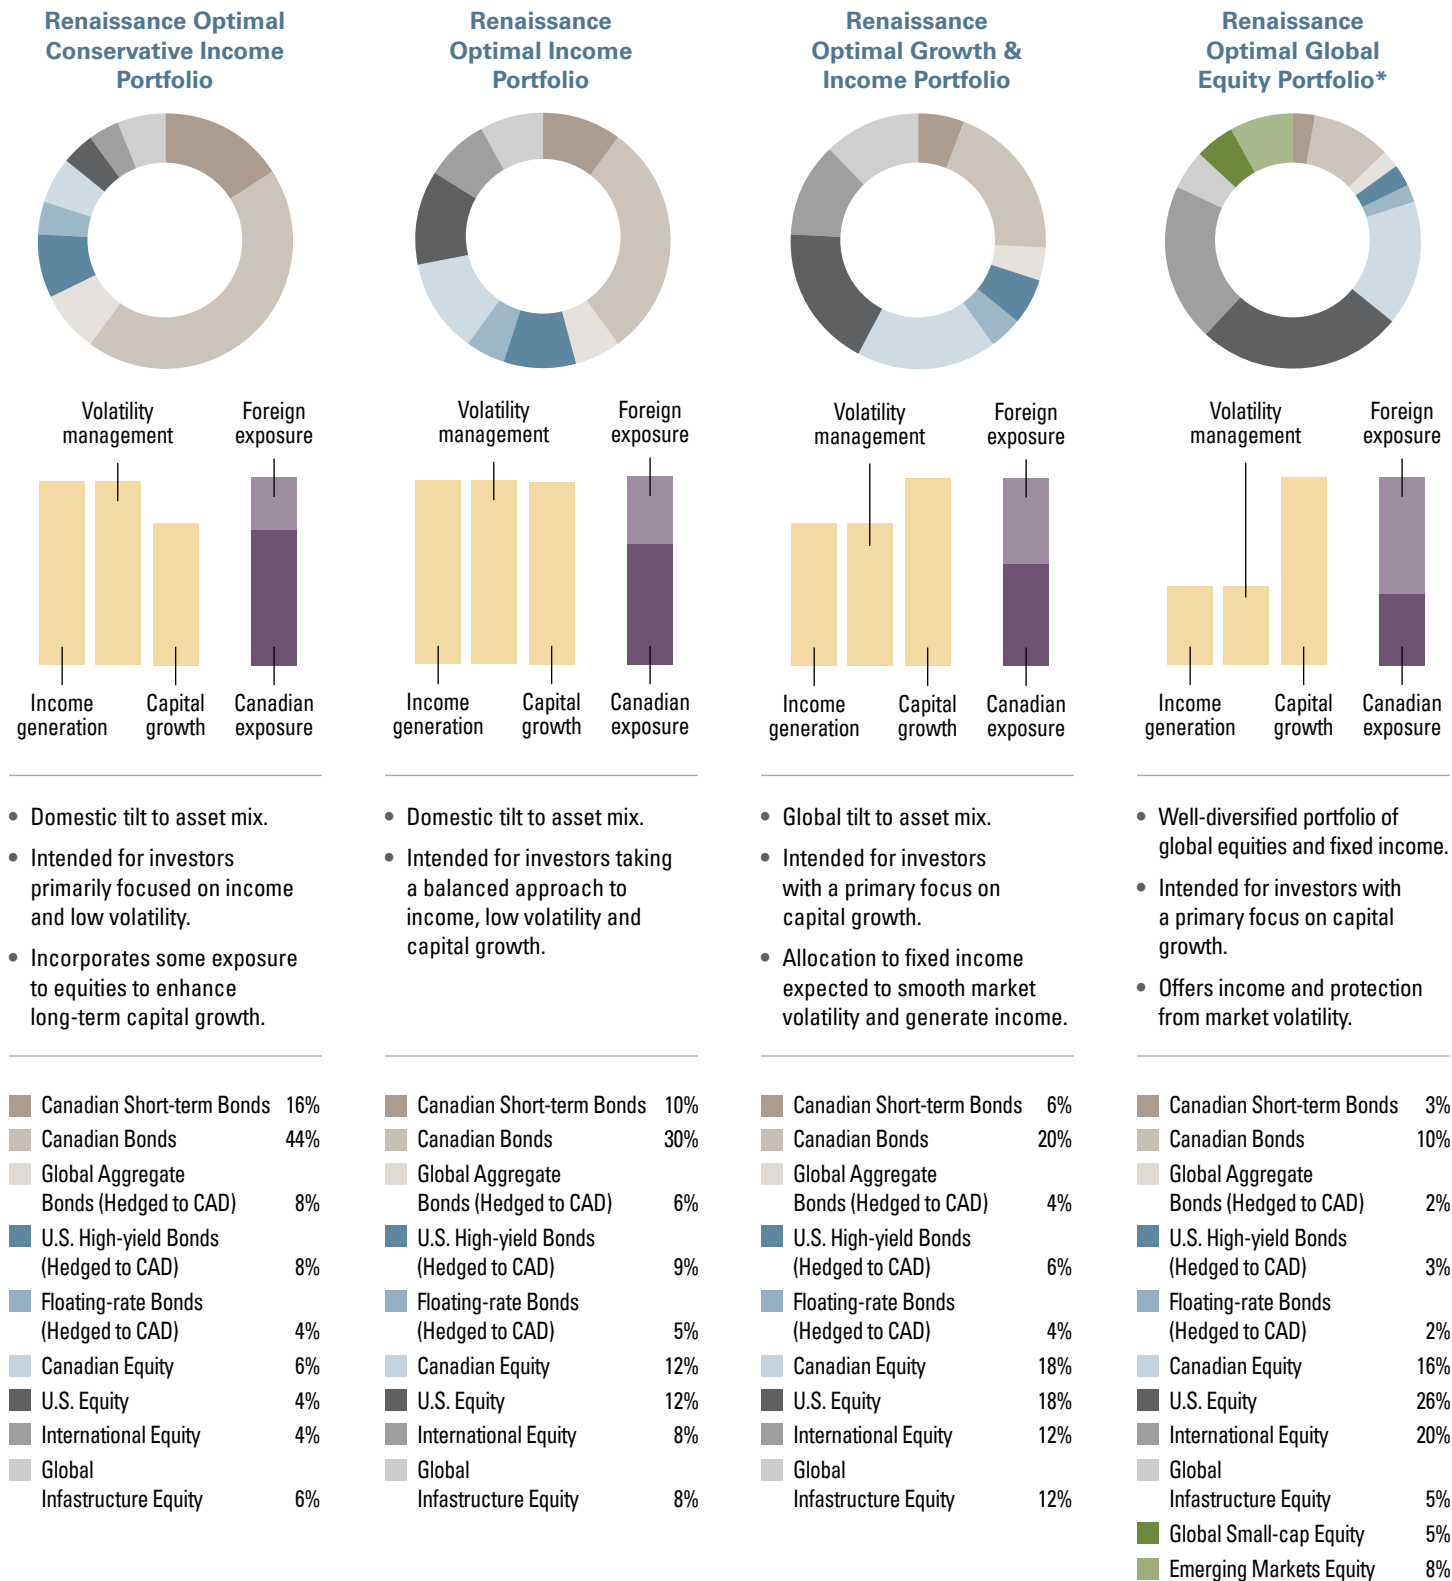 Renaissance Optimal
Conservative Income
Portfolio
Volatility
management
Foreign
exposure
Income
generation
Capital
growth
Canadian
exposure
• Domestic tilt to asset mix.
• Intended for investors
primarily focused on income
and low volatility.
• Incorporates some exposure
to equities to enhance
long-term capital growth.
Canadian Short-term Bonds 16%
Canadian Bonds 44%
Global Aggregate
Bonds (Hedged to CAD) 8%
U.S. High-yield Bonds
(Hedged to CAD) 8%
Floating-rate Bonds
(Hedged to CAD) 4%
Canadian Equity 6%
U.S. Equity 4%
International Equity 4%
Global
Infastructure Equity 6%
Renaissance
Optimal Income
Portfolio
Volatility
management
Foreign
exposure
Income
generation
Capital
growth
Canadian
exposure
• Domestic tilt to asset mix.
• Intended for investors taking
a balanced approach to
income, low volatility and
capital growth.
Canadian Short-term Bonds 10%
Canadian Bonds 30%
Global Aggregate
Bonds (Hedged to CAD) 6%
U.S. High-yield Bonds
(Hedged to CAD) 9%
Floating-rate Bonds
(Hedged to CAD) 5%
Canadian Equity 12%
U.S. Equity 12%
International Equity 8%
Global
Infastructure Equity 8%
Renaissance
Optimal Growth &
Income Portfolio
Volatility
management
Foreign
exposure
Income
generation
Capital
growth
Canadian
exposure
• Global tilt to asset mix.
• Intended for investors
with a primary focus on
capital growth.
• Allocation to fixed income
expected to smooth market
volatility and generate income.
Canadian Short-term Bonds 6%
Canadian Bonds 20%
Global Aggregate
Bonds (Hedged to CAD) 4%
U.S. High-yield Bonds
(Hedged to CAD) 6%
Floating-rate Bonds
(Hedged to CAD) 4%
Canadian Equity 18%
U.S. Equity 18%
International Equity 12%
Global
Infastructure Equity 12%
Renaissance
Optimal Global
Equity Portfolio*
Volatility
management
Foreign
exposure
Income
generation
Capital
growth
Canadian
exposure
• Well-diversified portfolio of
global equities and fixed income.
• Intended for investors with
a primary focus on capital
growth.
• Offers income and protection
from market volatility.
Canadian Short-term Bonds 3%
Canadian Bonds 10%
Global Aggregate
Bonds (Hedged to CAD) 2%
U.S. High-yield Bonds
(Hedged to CAD) 3%
Floating-rate Bonds
(Hedged to CAD) 2%
Canadian Equity 16%
U.S. Equity 26%
International Equity 20%
Global
Infastructure Equity 5%
Global Small-cap Equity 5%
Emerging Markets Equity 8%